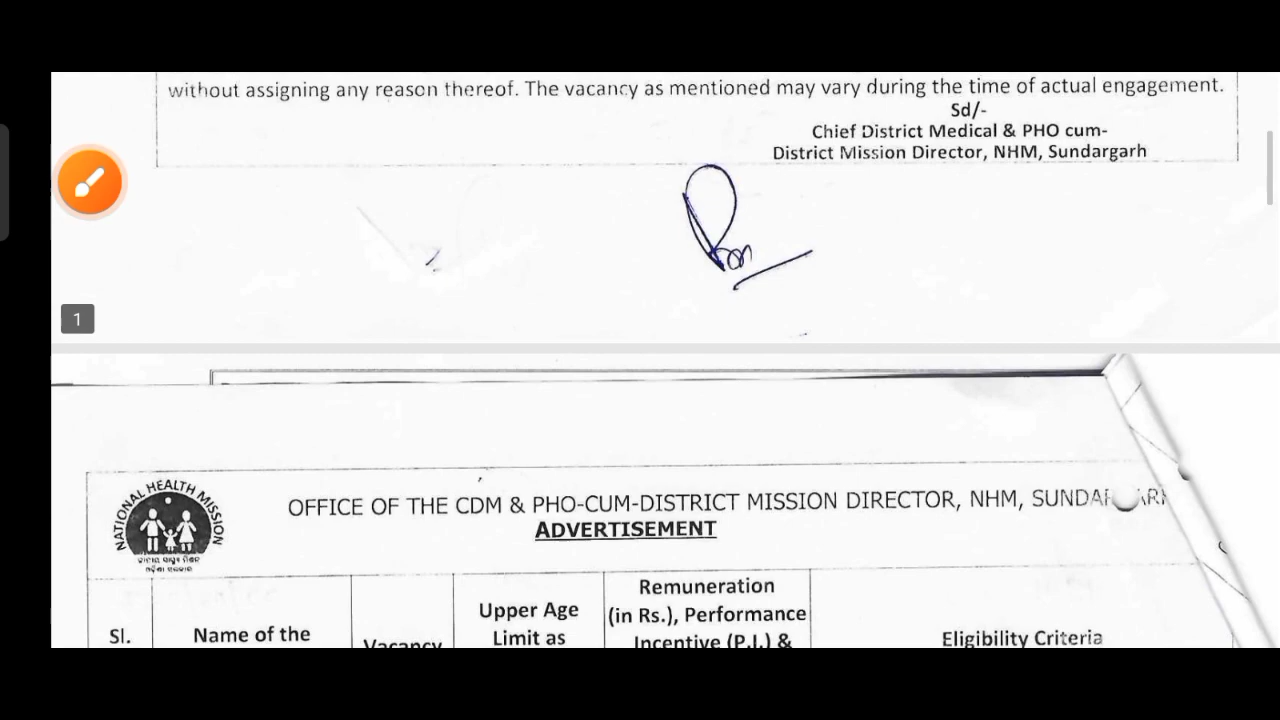 without assigning any reason thereof. The vacancy as mentioned may vary during the time of actual engagement.
Sd/-
Chief District Medical & PHO cum-
District Mission Director, NHM, Sundargarh
1
NATIONAL HEALTH MISSION
OFFICE OF THE CDM & PHO-CUM-DISTRICT MISSION DIRECTOR, NHM,
ADVERTISEMENT
Sl.
Name of the
Vacancy
Upper Age
Limit as
Remuneration
(in Rs.), Performance
Incentive (P.I.) &
Eligibility Criteria